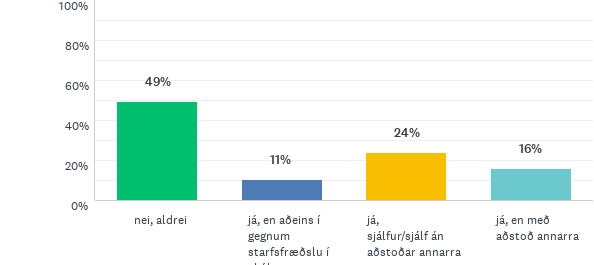 100%
80%
60%
40%
20%
0%
49%
11%
24%
16%
nei, aldrei
já, en aðeins í
gegnum
starfsfræðslu í
já,
sjálfur/sjálf án
aðstoðar annarra
já, en með
aðstoð annarra